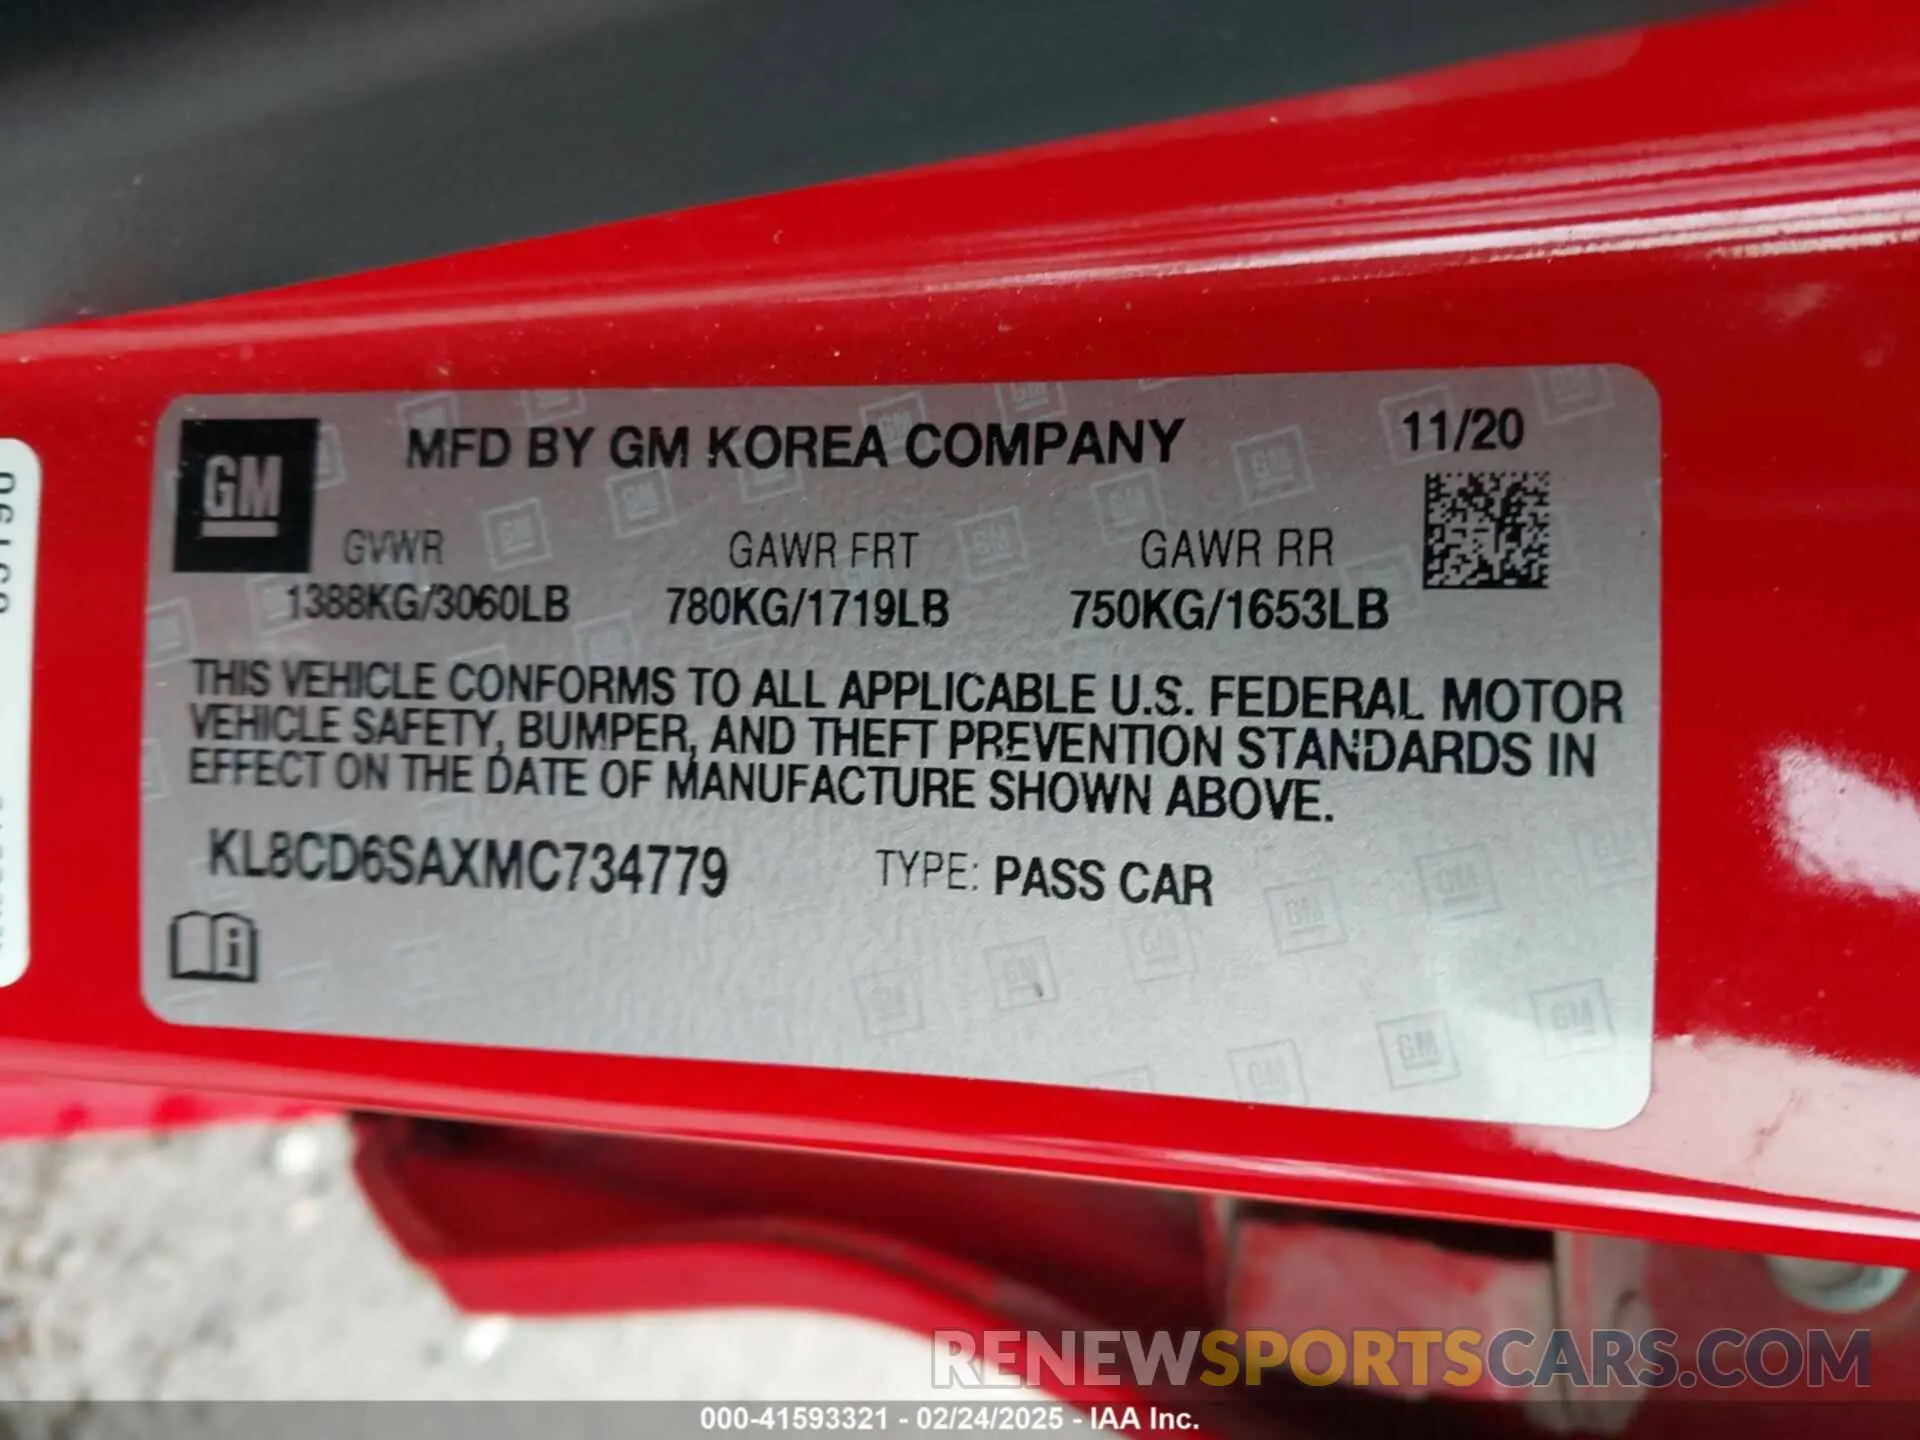 GM
MFD BY GM KOREA COMPANY
11/20
GVWR GAWR FRT GAWR RR
1388KG/3060LB 780KG/1719LB 750KG/1653LB
THIS VEHICLE CONFORMS TO ALL APPLICABLE U.S. FEDERAL MOTOR
VEHICLE SAFETY, BUMPER, AND THEFT PREVENTION STANDARDS IN
EFFECT ON THE DATE OF MANUFACTURE SHOWN ABOVE.
KL8CD6SAXMC734779 TYPE: PASS CAR
RENEWSPORTSCARS.COM
000-41593321 - 02/24/2025 - IAA Inc.